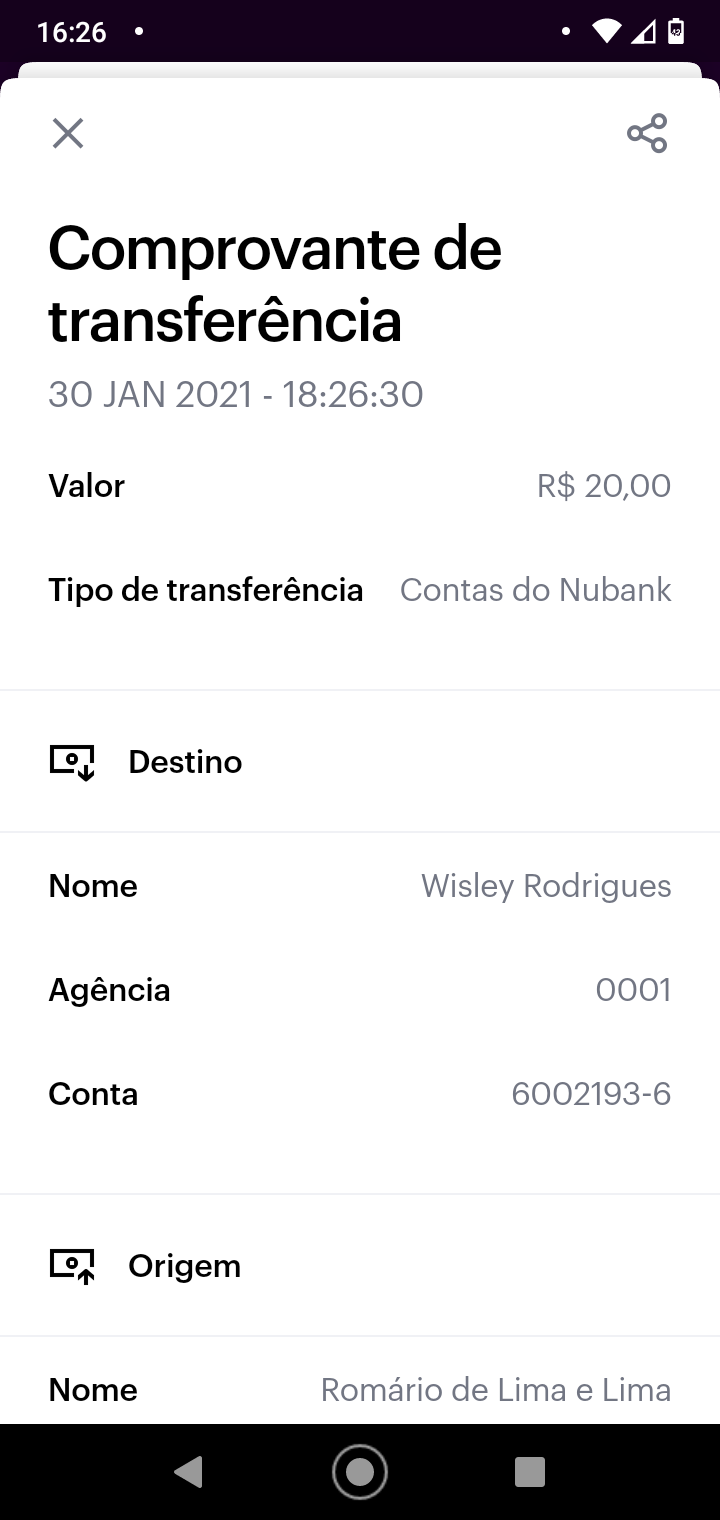 16:26
Comprovante de
transferência
30 JAN 2021 - 18:26:30
Valor R$ 20,00
Tipo de transferência Contas do Nubank
Destino
Nome Wisley Rodrigues
Agência 0001
Conta 6002193-6
Origem
Nome Romário de Lima e Lima